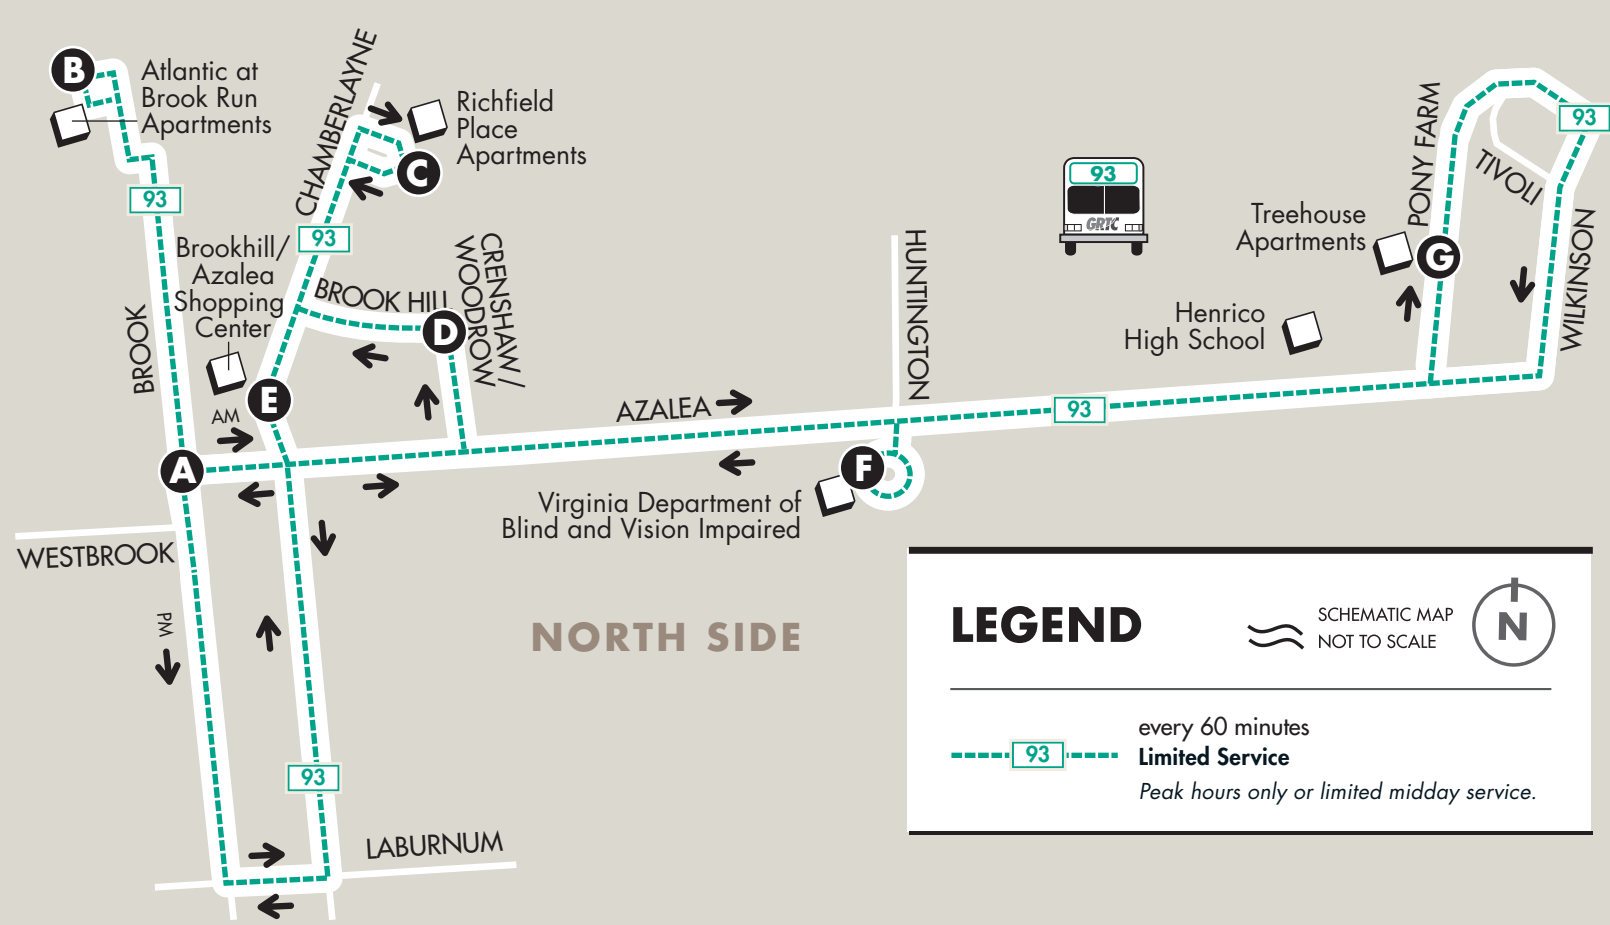 B
Atlantic at
Brook Run
Apartments
93
CHAMBERLAYNE
Richfield
Place
Apartments
C
93
Brookhill/
Azalea
Shopping
Center
BROOK
BROOK HILL
CRENSHAW/
WOODROW
D
E
AM
A
WESTBROOK
PM
93
LABURNUM
AZALEA
NORTH SIDE
93
GRTC
HUNTINGTON
F
Virginia Department of
Blind and Vision Impaired
93
Treehouse
Apartments
G
PONY FARM
Henrico
High School
TIVOLI
93
WILKINSON
LEGEND
SCHEMATIC MAP
NOT TO SCALE
N
93
every 60 minutes
Limited Service
Peak hours only or limited midday service.